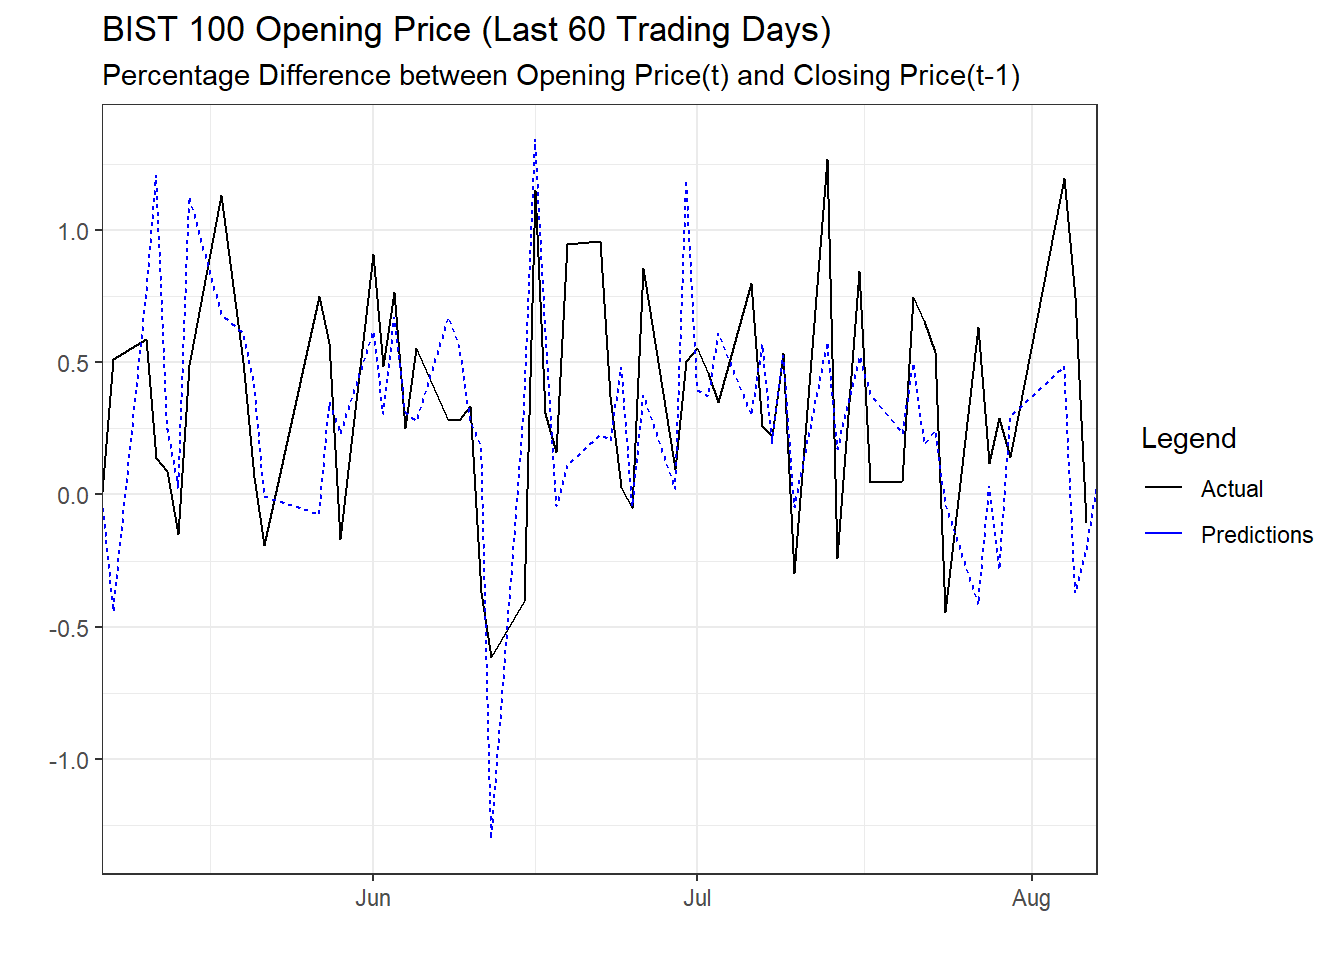 BIST 100 Opening Price (Last 60 Trading Days)
Percentage Difference between Opening Price(t) and Closing Price(t-1)
1.0
0.5
0.0
-0.5
-1.0
Jun
Jul
Aug
Legend
Actual
Predictions